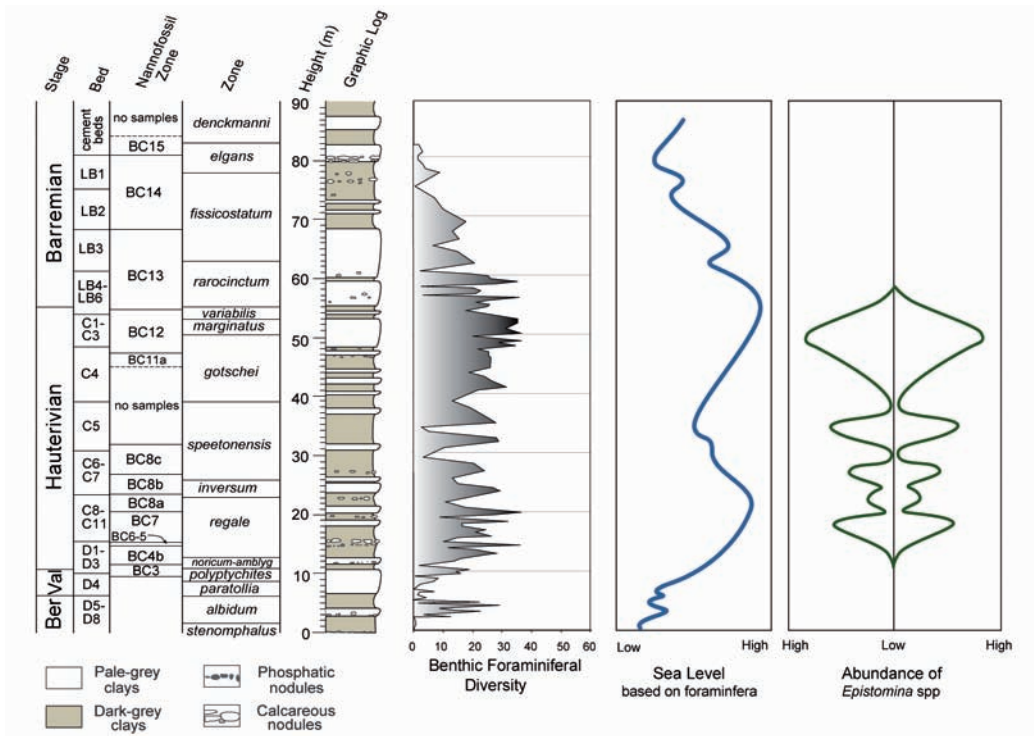 Stage
Bed
Nannofossil
Zone
Zone
Height (m)
Graphic Log
Barremian
Hauterivian
Val
Ber
cement
beds
LB1
LB2
LB3
LB4-
LB6
C1-
C3
C4
C5
C6-
C7
C8-
C11
D1-
D3
D4
D5-
D8
no samples
BC15
BC14
BC13
BC12
BC11a
no samples
BC8c
BC8b
BC8a
BC7
BC6-5
BC4b
BC3
denckmanni
elgans
fissicostatum
rarocinctum
variabilis
marginatus
gotschei
speetonensis
inversum
regale
noricum-amblyg
polyptychites
paratollia
albidum
stenomphalus
90
80
70
60
50
40
30
20
10
0
0 10 20 30 40 50 60
Benthic Foraminiferal
Diversity
Low High
Sea Level
based on foraminfera
High Low High
Abundance of
Epistomina spp
Pale-grey
clays
Dark-grey
clays
Phosphatic
nodules
Calcareous
nodules